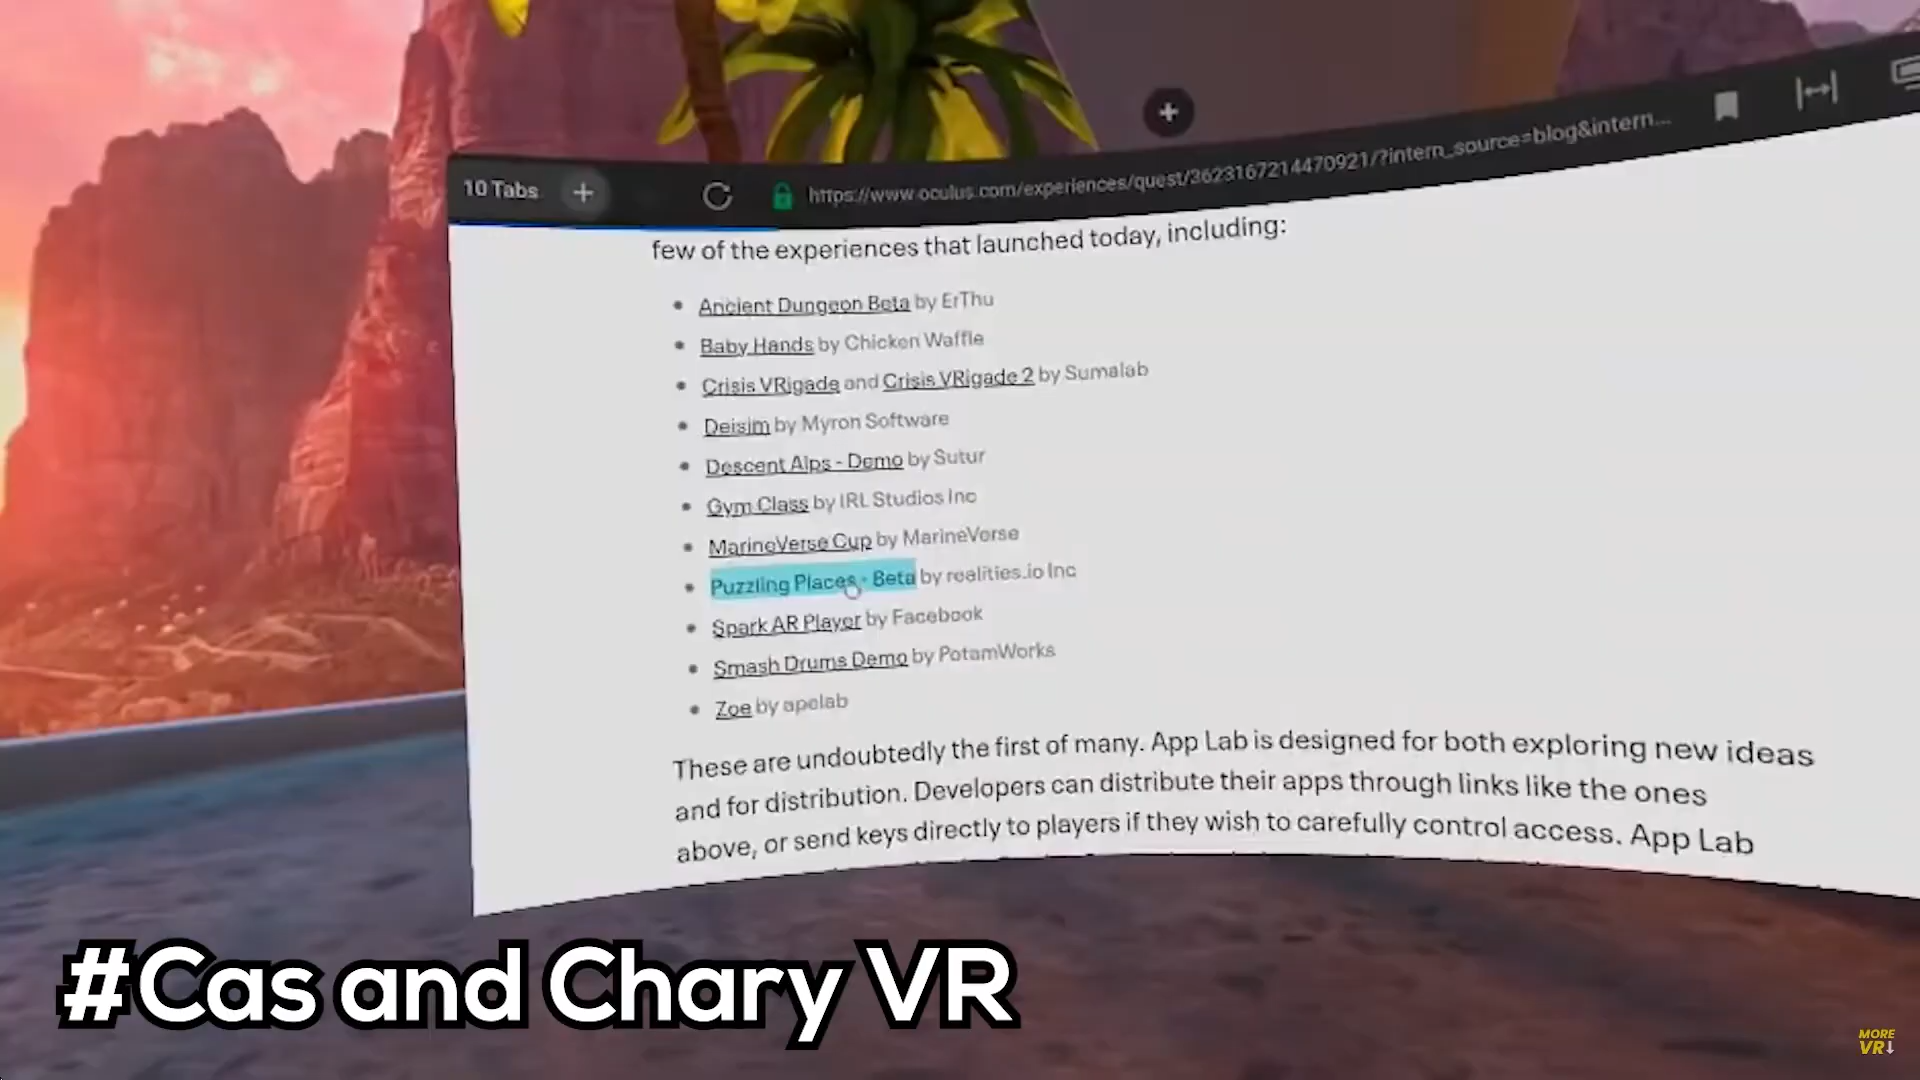 10 Tabs
https://www.oculus.com/experiences/quest/3623167214470921/?intern_source=blog&intern...
few of the experiences that launched today, including:
Ancient Dungeon Beta by ErThu
Baby Hands by Chicken Waffle
Crisis VRigade and Crisis VRigade 2 by Sumalab
Deisim by Myron Software
Descent Alps - Demo by Sutur
Gym Class by IRL Studios Inc
MarineVerse Cup by MarineVerse
Puzzling Places - Beta by realities.io Inc
Spark AR Player by Facebook
Smash Drums Demo by PotamWorks
Zoe by apelab
These are undoubtedly the first of many. App Lab is designed for both exploring new ideas
and for distribution. Developers can distribute their apps through links like the ones
above, or send keys directly to players if they wish to carefully control access. App Lab
#Cas and Chary VR
MORE
VR